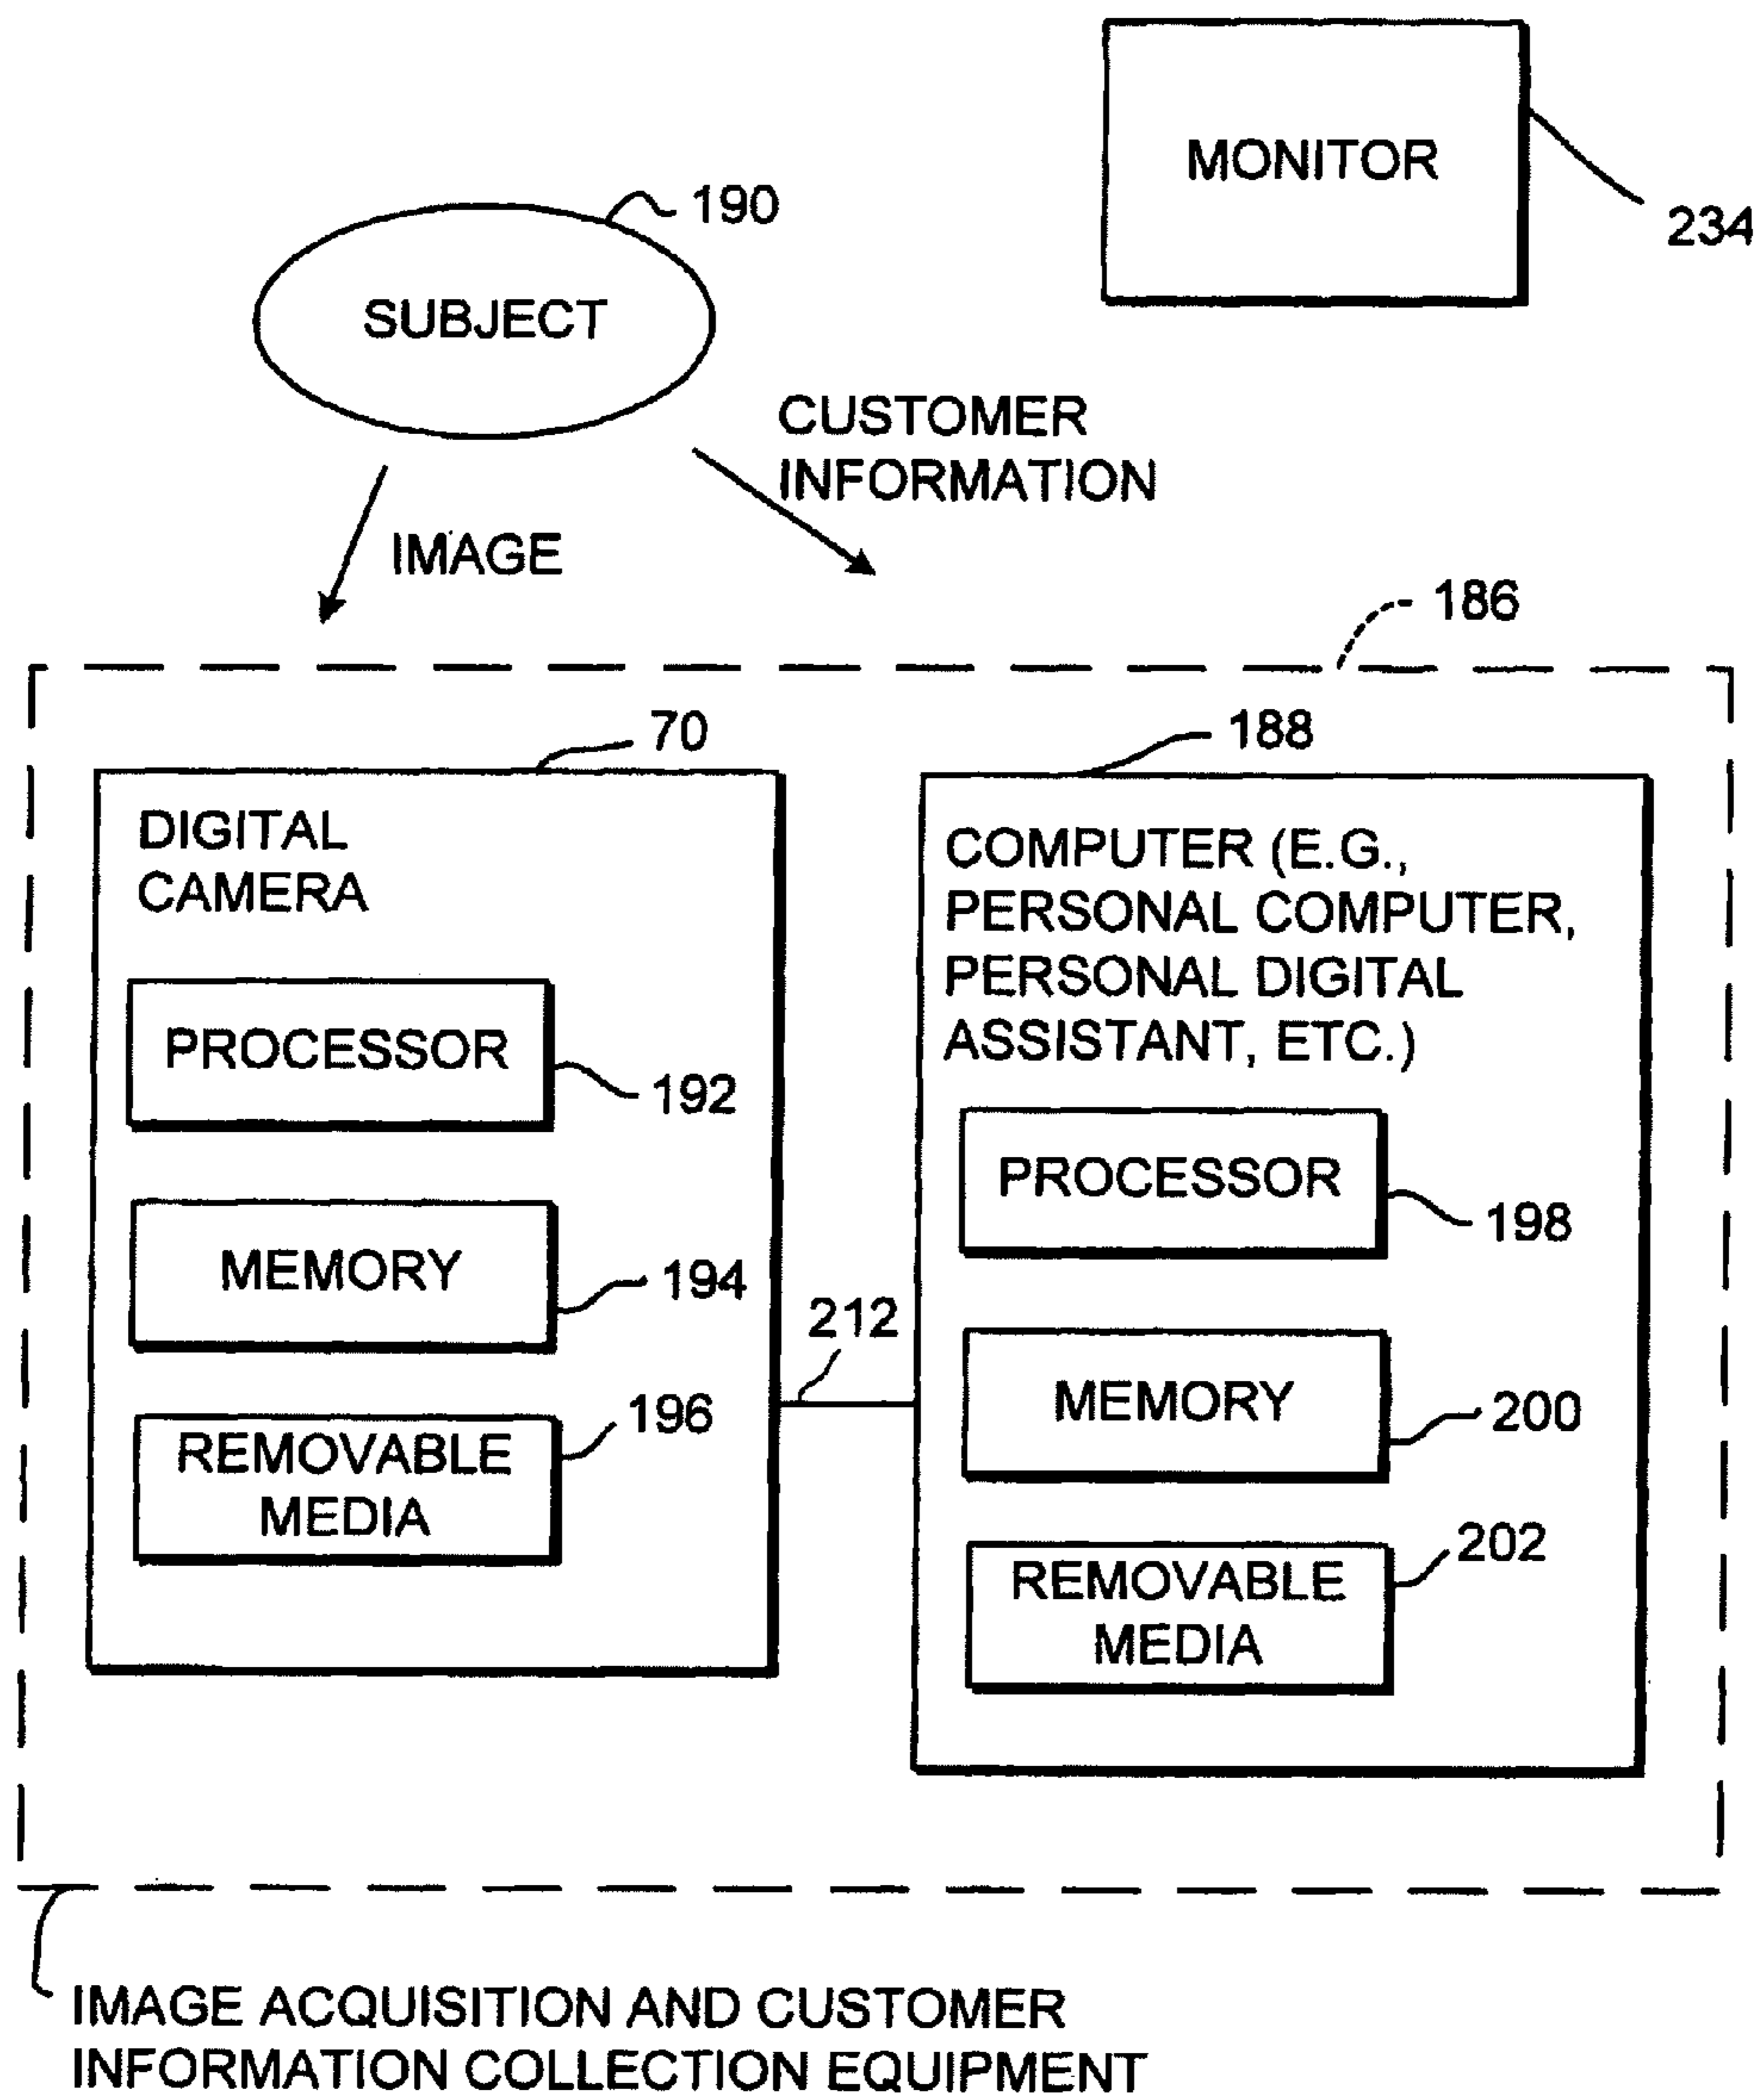 MONITOR
234
190
SUBJECT
CUSTOMER
INFORMATION
IMAGE
186
70
188
DIGITAL
CAMERA
PROCESSOR
192
MEMORY
194
196
REMOVABLE
MEDIA
212
COMPUTER (E.G.,
PERSONAL COMPUTER,
PERSONAL DIGITAL
ASSISTANT, ETC.)
PROCESSOR
198
MEMORY
200
202
REMOVABLE
MEDIA
IMAGE ACQUISITION AND CUSTOMER
INFORMATION COLLECTION EQUIPMENT